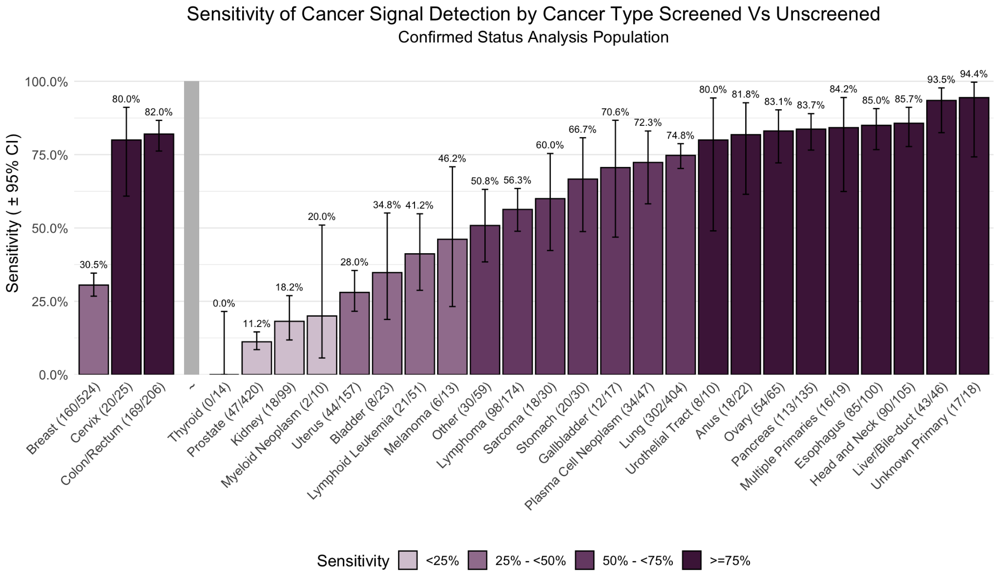 Sensitivity of Cancer Signal Detection by Cancer Type Screened Vs Unscreened
Confirmed Status Analysis Population
Sensitivity ( ± 95% CI)
100.0%
75.0%
50.0%
25.0%
0.0%
30.5%
80.0%
82.0%
0.0%
11.2%
18.2%
20.0%
28.0%
34.8%
41.2%
46.2%
50.8%
56.3%
60.0%
66.7%
70.6%
72.3%
74.8%
80.0%
81.8%
83.1%
83.7%
84.2%
85.0%
85.7%
93.5%
94.4%
Breast (160/524)
Cervix (20/25)
Colon/Rectum (169/206)
~
Thyroid (0/14)
Prostate (47/420)
Kidney (18/99)
Myeloid Neoplasm (2/10)
Uterus (44/157)
Bladder (8/23)
Lymphoid Leukemia (21/51)
Melanoma (6/13)
Other (30/59)
Lymphoma (98/174)
Sarcoma (18/30)
Stomach (20/30)
Gallbladder (12/17)
Plasma Cell Neoplasm (34/47)
Lung (302/404)
Urothelial Tract (8/10)
Anus (18/22)
Ovary (54/65)
Pancreas (113/135)
Multiple Primaries (16/19)
Esophagus (85/100)
Head and Neck (90/105)
Liver/Bile-duct (43/46)
Unknown Primary (17/18)
Sensitivity <25% 25% - <50% 50% - <75% >=75%